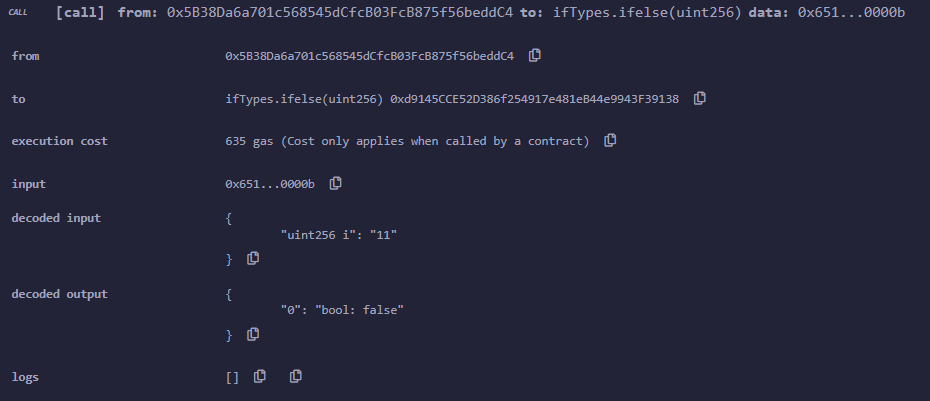 CALL [call] from: 0x5B38Da6a701c568545dCfcB03FcB875f56beddC4 to: ifTypes.ifelse(uint256) data: 0x651...0000b
from 0x5B38Da6a701c568545dCfcB03FcB875f56beddC4
to ifTypes.ifelse(uint256) 0xd9145CCE52D386f254917e481eB44e9943F39138
execution cost 635 gas (Cost only applies when called by a contract)
input 0x651...0000b
decoded input {
"uint256 i": "11"
}
decoded output {
"0": "bool: false"
}
logs []